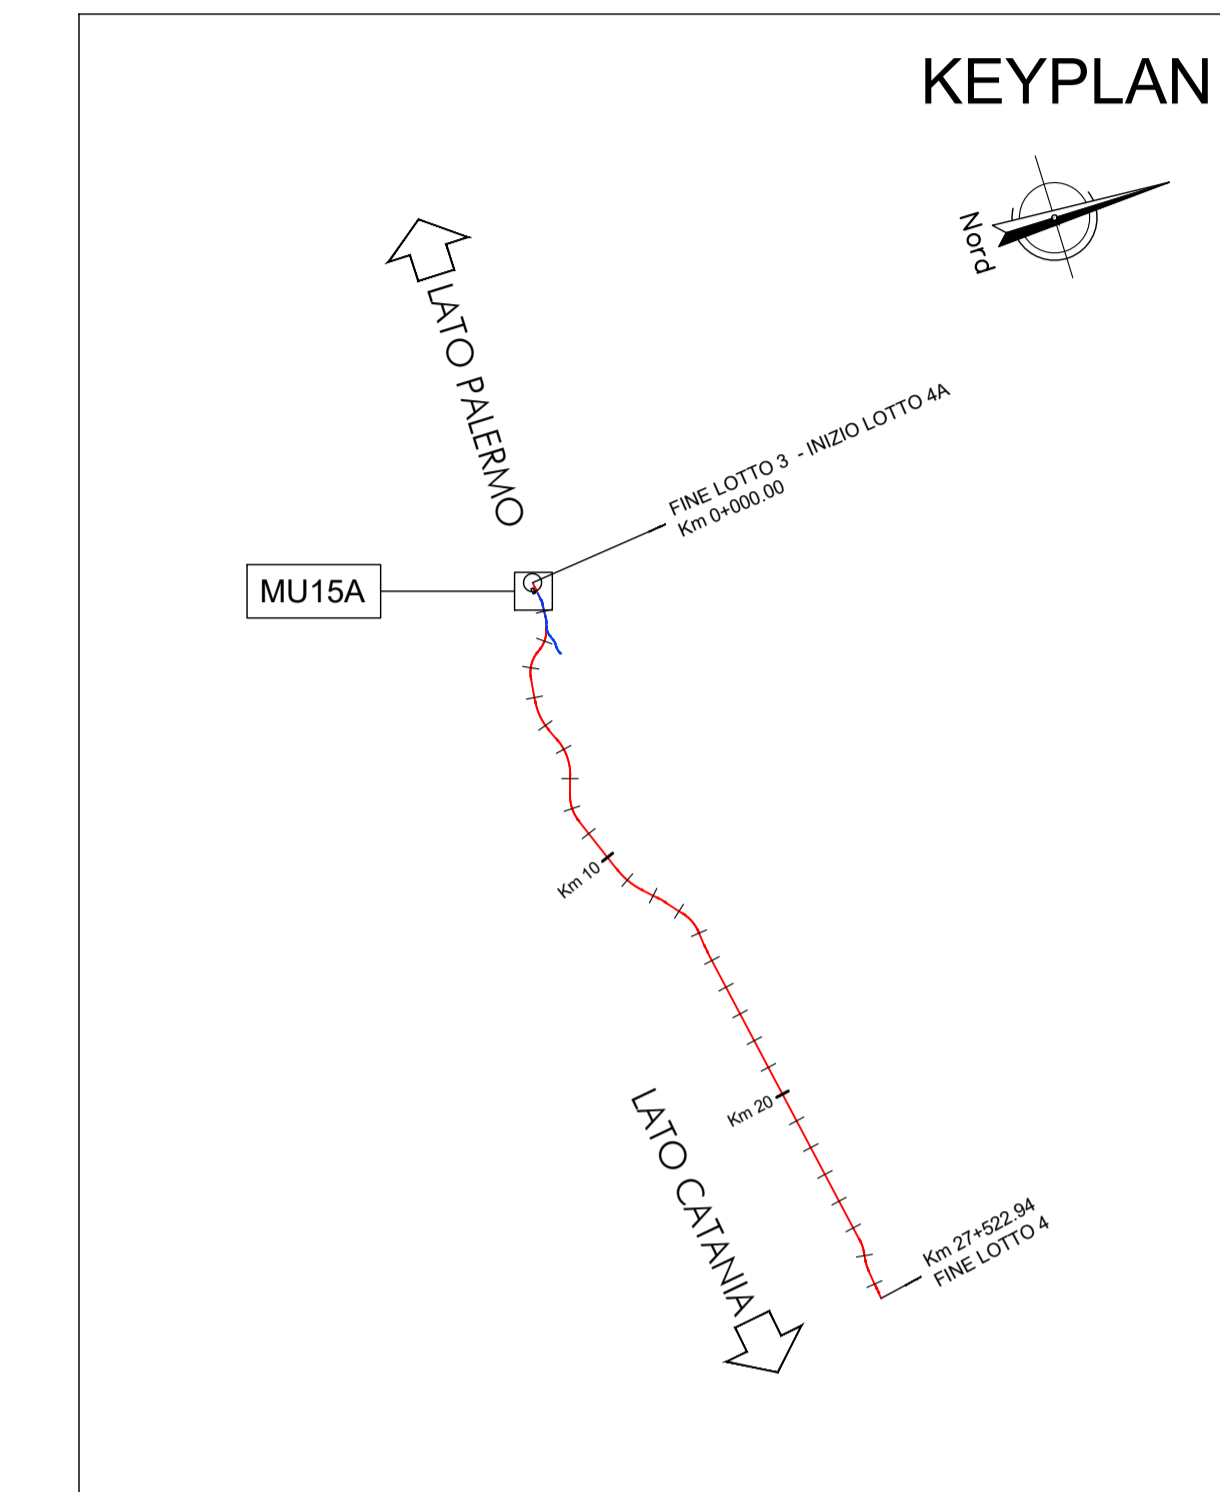 KEYPLAN
Nord
LATO PALERMO
FINE LOTTO 3 - INIZIO LOTTO 4A
Km 0+000.00
MU15A
Km 10
Km 20
LATO CATANIA
Km 27+522.94
FINE LOTTO 4